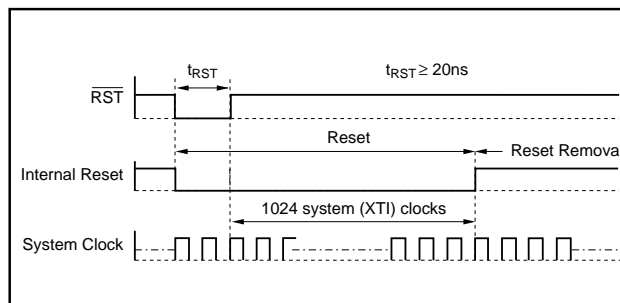 tRST
tRST ≥ 20ns
RST
Reset
Reset Remova
Internal Reset
1024 system (XTI) clocks
System Clock